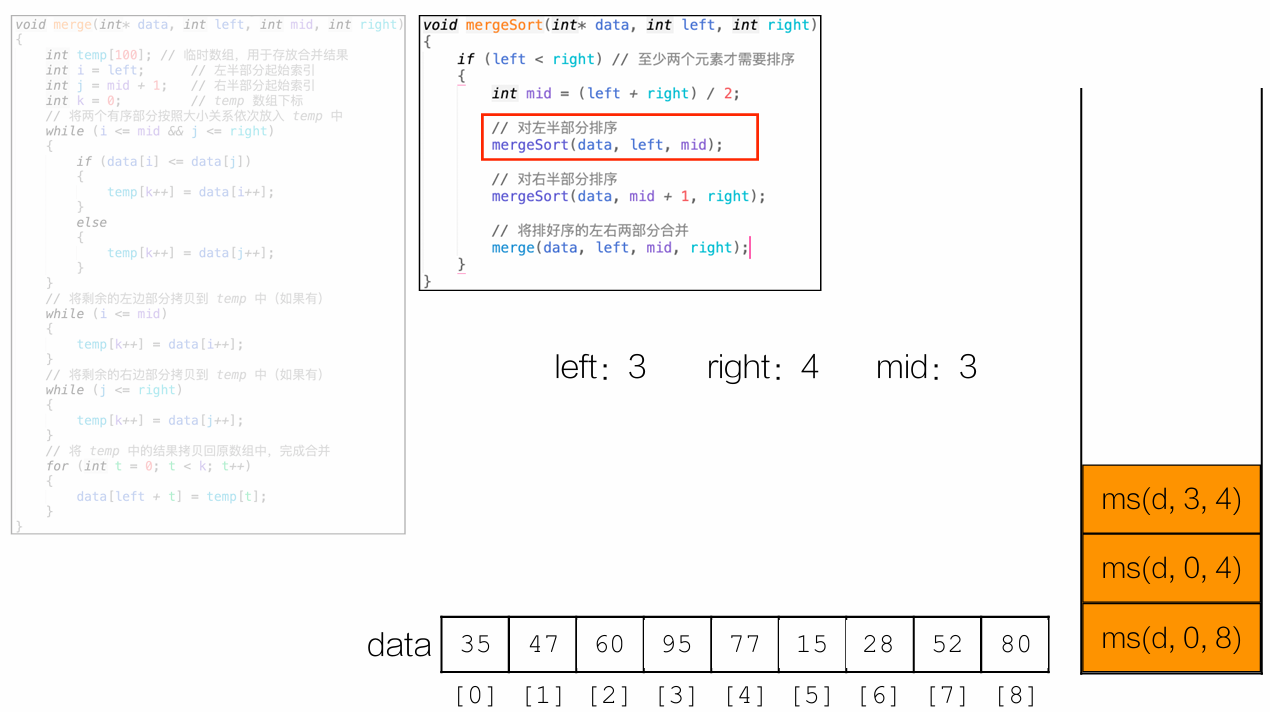 void merge(int* data, int left, int mid, int right)
{
int temp[100]; // 临时数组，用于存放合并结果
int i = left; // 左半部分起始索引
int j = mid + 1; // 右半部分起始索引
int k = 0; // temp 数组下标
// 将两个有序部分按照大小关系依次放入 temp 中
while (i <= mid && j <= right)
{
if (data[i] <= data[j])
{
temp[k++] = data[i++];
}
else
{
temp[k++] = data[j++];
}
}
// 将剩余的左边部分拷贝到 temp 中（如果有）
while (i <= mid)
{
temp[k++] = data[i++];
}
// 将剩余的右边部分拷贝到 temp 中（如果有）
while (j <= right)
{
temp[k++] = data[j++];
}
// 将 temp 中的结果拷贝回原数组中，完成合并
for (int t = 0; t < k; t++)
{
data[left + t] = temp[t];
}
}
void mergeSort(int* data, int left, int right)
{
if (left < right) // 至少两个元素才需要排序
{
int mid = (left + right) / 2;
// 对左半部分排序
mergeSort(data, left, mid);
// 对右半部分排序
mergeSort(data, mid + 1, right);
// 将排好序的左右两部分合并
merge(data, left, mid, right);
}
}
left: 3 right: 4 mid: 3
ms(d, 3, 4)
ms(d, 0, 4)
ms(d, 0, 8)
data 35 47 60 95 77 15 28 52 80
[0] [1] [2] [3] [4] [5] [6] [7] [8]